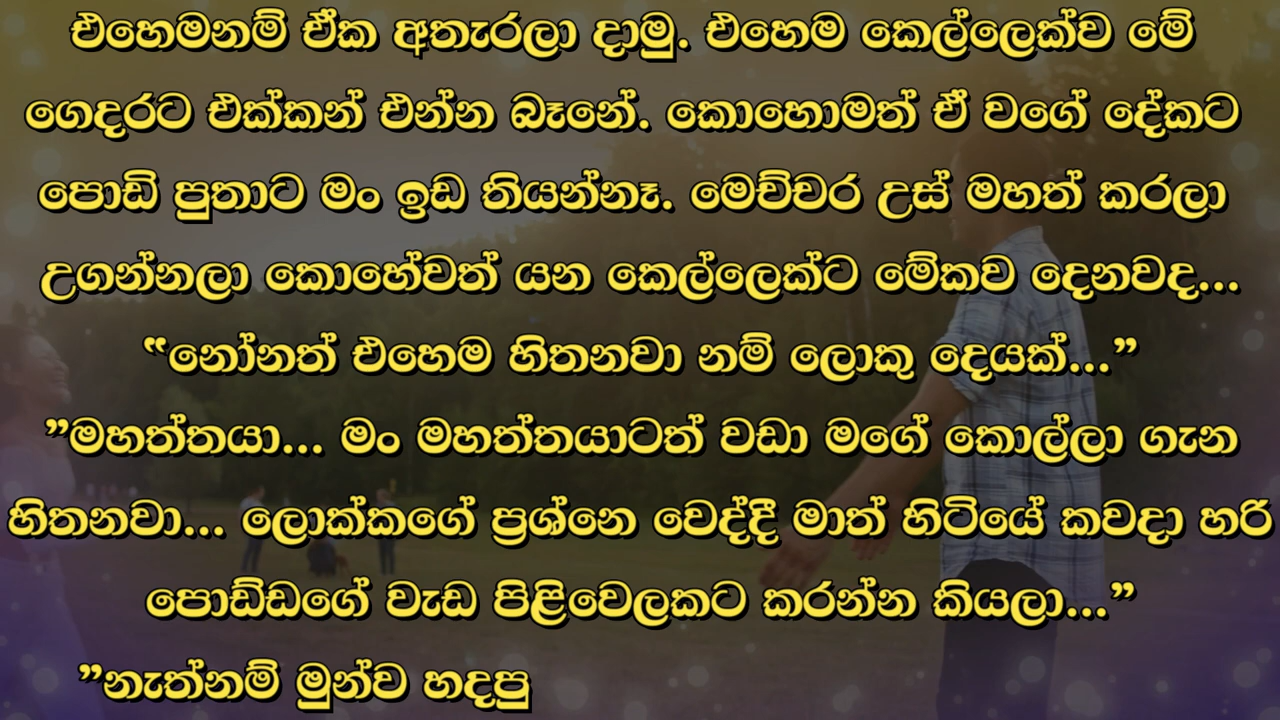 එහෙමනම් ඒක අතැරලා දාමු. එහෙම කෙල්ලෙක්ව මේ
ගෙදරට එක්කන් එන්න බෑනේ. කොහොමත් ඒ වගේ දේකට
පොඩි පුතාට මං ඉඩ තියන්නෑ. මෙච්චර උස් මහත් කරලා
උගන්නලා කොහේවත් යන කෙල්ලෙක්ට මේකව දෙනවද...
“නෝනත් එහෙම හිතනවා නම් ලොකු දෙයක්...”
”මහත්තයා... මං මහත්තයාටත් වඩා මගේ කොල්ලා ගැන
හිතනවා... ලොක්කගේ ප්‍රශ්නෙ වෙද්දී මාත් හිටියේ කවදා හරි
පොඩ්ඩගේ වැඩ පිළිවෙලකට කරන්න කියලා...”
”නැත්නම් මුන්ව හදපු